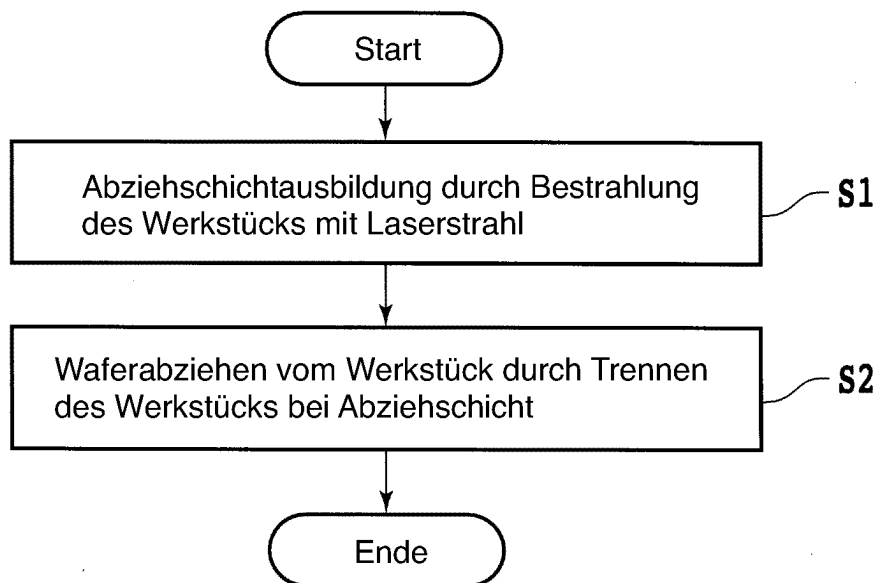 Start
Abziehschichtausbildung durch Bestrahlung
des Werkstücks mit Laserstrahl
S1
Waferabziehen vom Werkstück durch Trennen
des Werkstücks bei Abziehschicht
S2
Ende